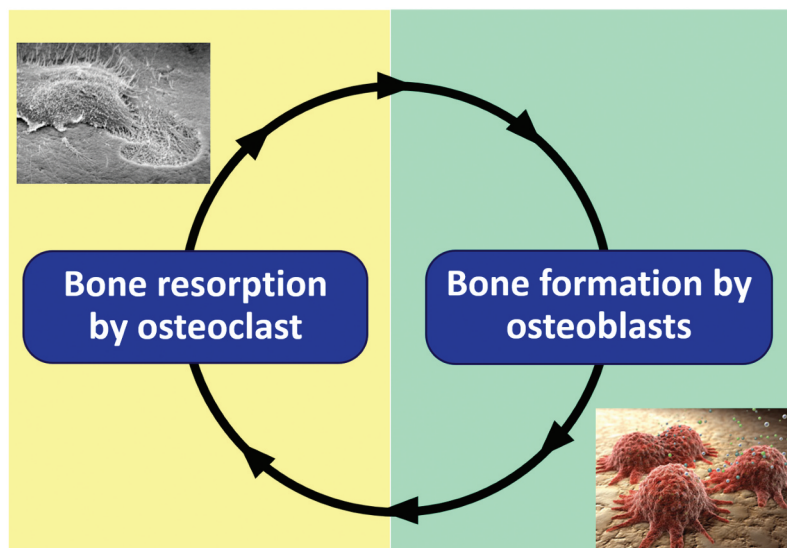 Bone resorption
by osteoclast
Bone formation by
osteoblasts